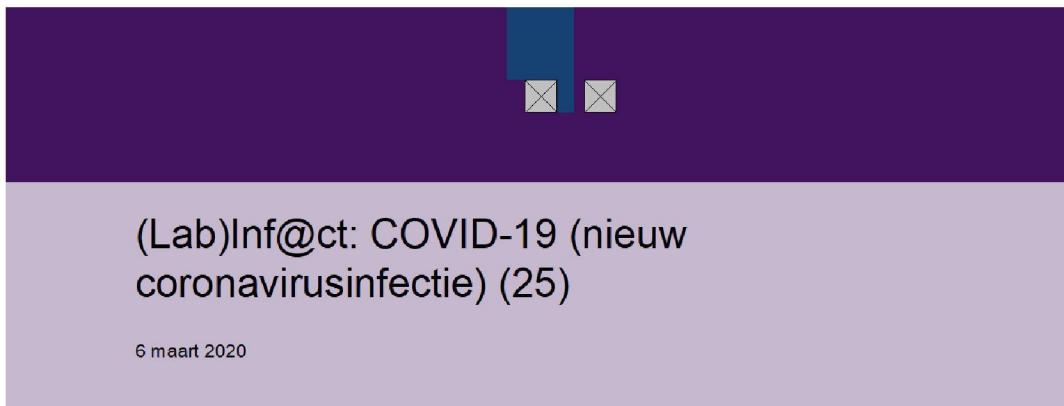 (Lab)Inf@ct: COVID-19 (nieuw
coronavirusinfectie) (25)
6 maart 2020